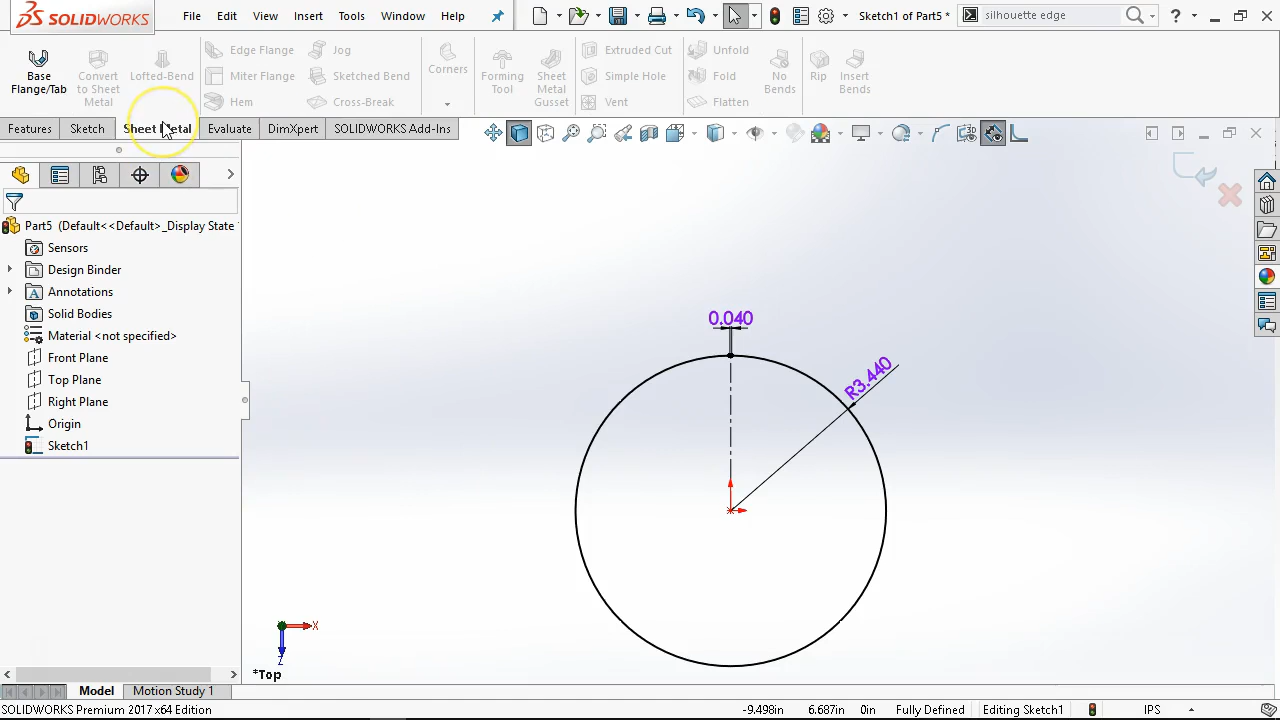 SOLIDWORKS File Edit View Insert Tools Window Help Sketch1 of Part5 * silhouette edge ?
Base Flange/Tab
Convert to Sheet Metal
Lofted-Bend
Edge Flange
Miter Flange
Hem
Jog
Sketched Bend
Cross-Break
Corners
Forming Tool
Sheet Metal Gusset
Extruded Cut
Simple Hole
Vent
Unfold
Fold
Flatten
No Bends
Rip
Insert Bends
Features Sketch Sheet Metal Evaluate DimXpert SOLIDWORKS Add-Ins
Part5 (Default<<Default>_Display State
Sensors
Design Binder
Annotations
Solid Bodies
Material <not specified>
Front Plane
Top Plane
Right Plane
Origin
Sketch1
0.040
R3.440
X
Z
*Top
Model Motion Study 1
SOLIDWORKS Premium 2017 x64 Edition -9.498in 6.687in 0in Fully Defined Editing Sketch1 IPS